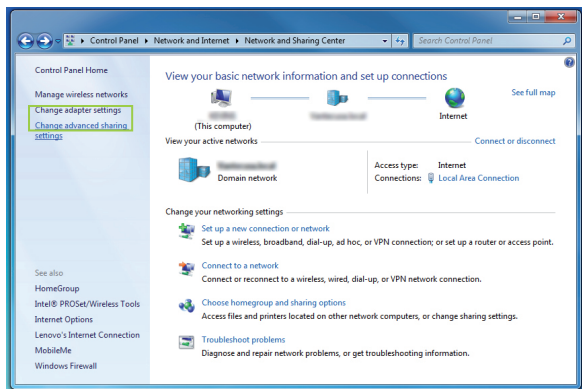 Control Panel ▸ Network and Internet ▸ Network and Sharing Center
Search Control Panel
Control Panel Home
Manage wireless networks
Change adapter settings
Change advanced sharing
settings
See also
HomeGroup
Intel® PROSet/Wireless Tools
Internet Options
Lenovo's Internet Connection
MobileMe
Windows Firewall
View your basic network information and set up connections
See full map
(This computer)
Internet
View your active networks
Connect or disconnect
Domain network
Access type: Internet
Connections: Local Area Connection
Change your networking settings
Set up a new connection or network
Set up a wireless, broadband, dial-up, ad hoc, or VPN connection; or set up a router or access point.
Connect to a network
Connect or reconnect to a wireless, wired, dial-up, or VPN network connection.
Choose homegroup and sharing options
Access files and printers located on other network computers, or change sharing settings.
Troubleshoot problems
Diagnose and repair network problems, or get troubleshooting information.